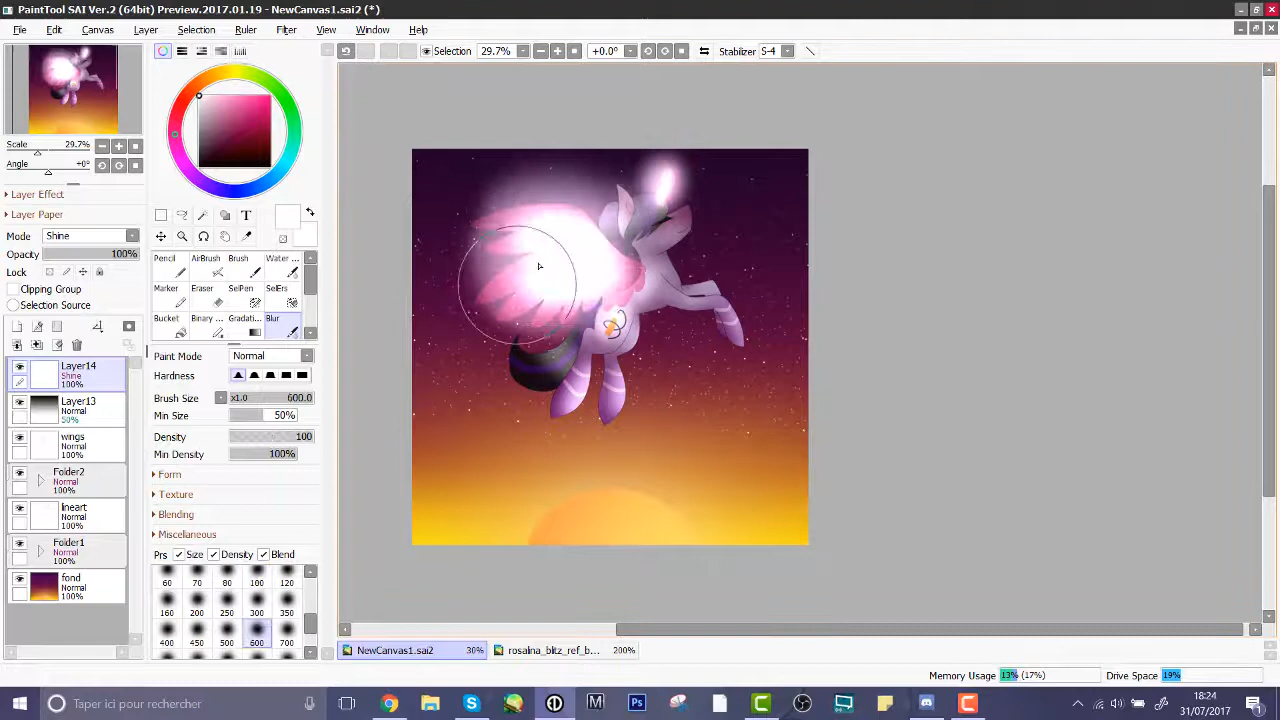 PaintTool SAI Ver.2 (64bit) Preview.2017.01.19 - NewCanvas1.sai2 (*)
File Edit Canvas Layer Selection Ruler Filter View Window Help
Selection 29.7% +0.0° Stabilizer S-4
Scale 29.7%
Angle +0°
Layer Effect
Layer Paper
Mode Shine
Opacity 100%
Lock
Clipping Group
Selection Source
Layer14
Shine
100%
Layer13
Normal
50%
wings
Normal
100%
Folder2
Normal
100%
lineart
Normal
100%
Folder1
Normal
100%
fond
Normal
100%
T
Pencil AirBrush Brush Water ...
Marker Eraser SelPen SelErs
Bucket Binary ... Gradati... Blur
Paint Mode Normal
Hardness
Brush Size x1.0 600.0
Min Size 50%
Density 100
Min Density 100%
Form
Texture
Blending
Miscellaneous
Prs Size Density Blend
60 70 80 100 120
160 200 250 300 350
400 450 500 600 700
NewCanvas1.sai2 30% rosalna_blitz_ref_b... 200%
Memory Usage 13% (17%) Drive Space 19%
Taper ici pour rechercher
M Ps
18:24
31/07/2017
1